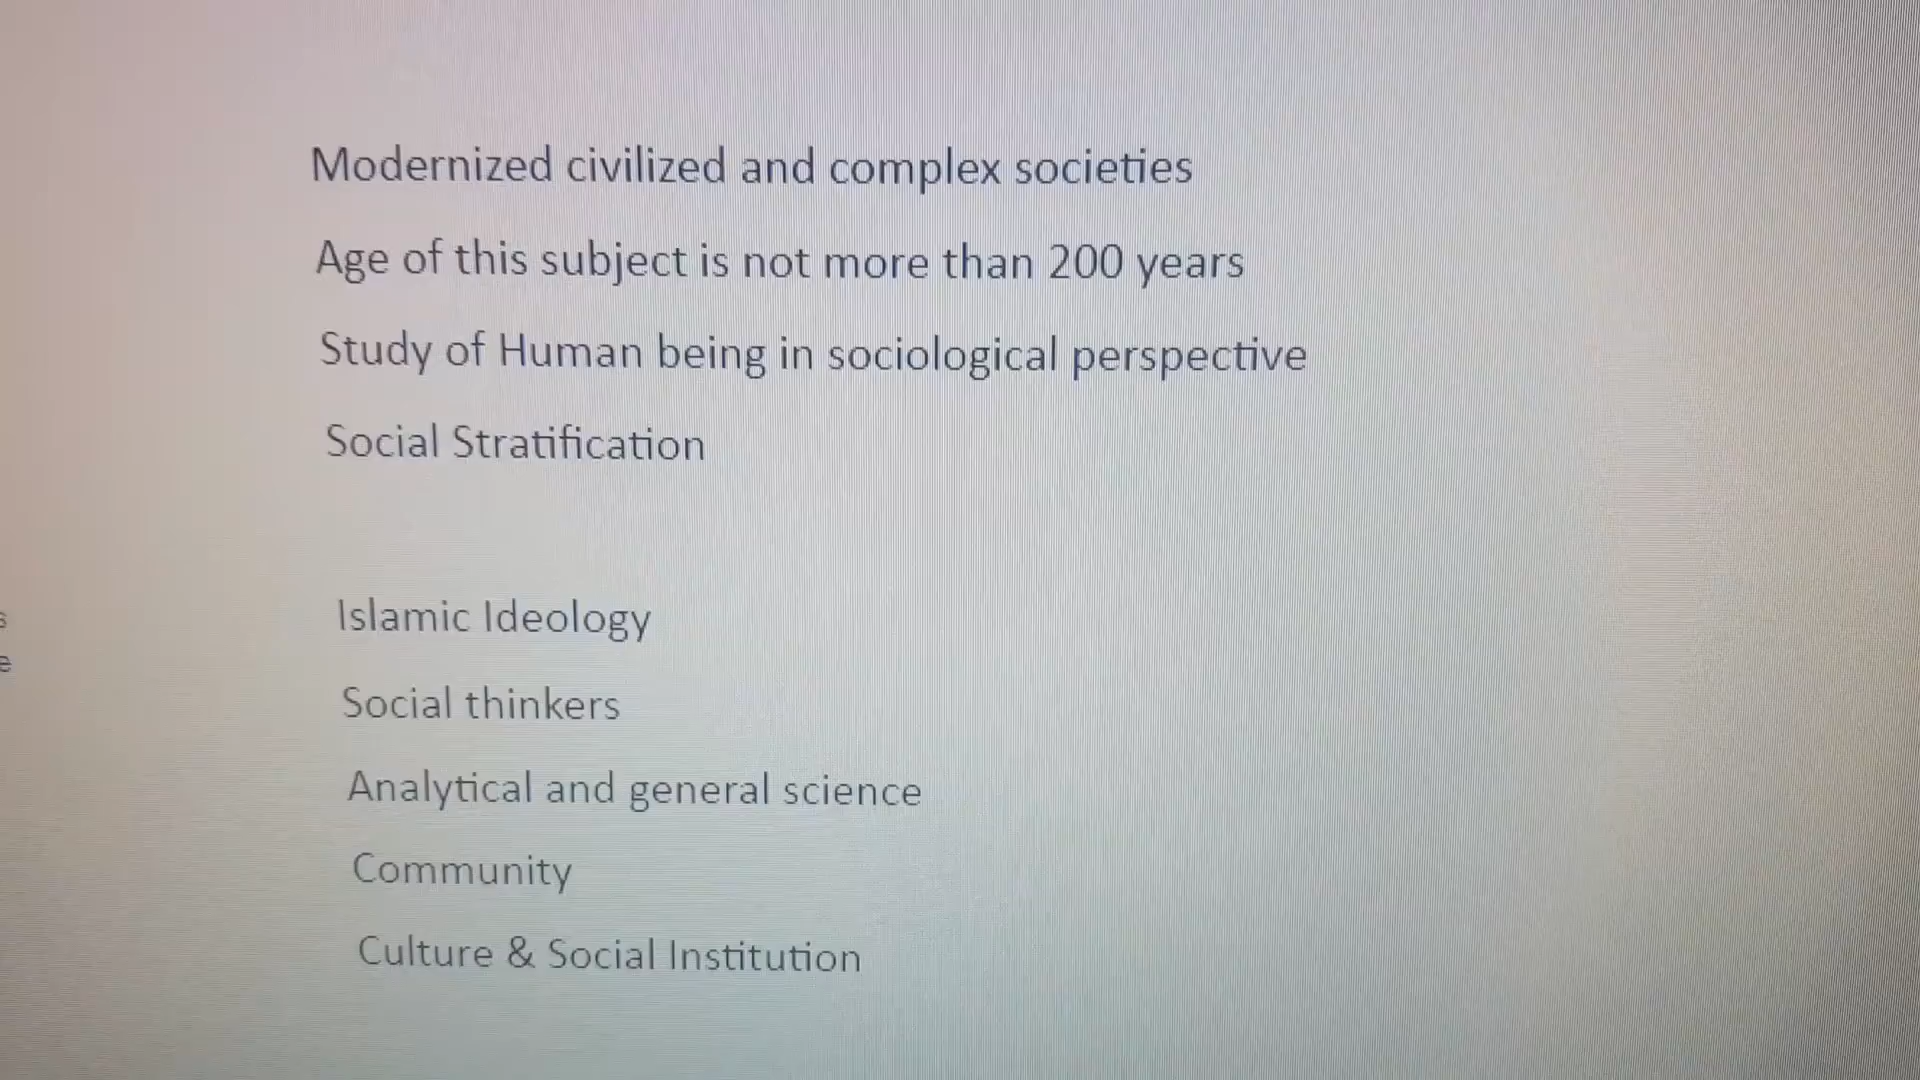 Modernized civilized and complex societies
Age of this subject is not more than 200 years
Study of Human being in sociological perspective
Social Stratification
Islamic Ideology
Social thinkers
Analytical and general science
Community
Culture & Social Institution